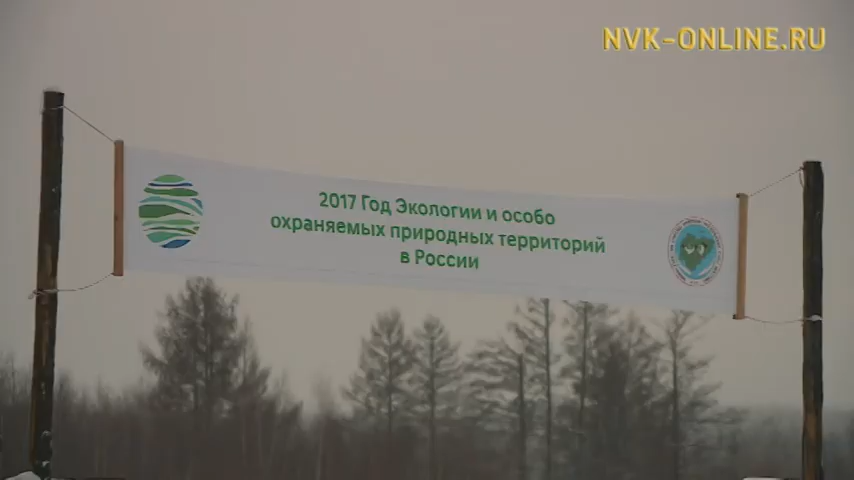 NVK-ONLINE.RU
2017 Год Экологии и особо
охраняемых природных территорий
в России